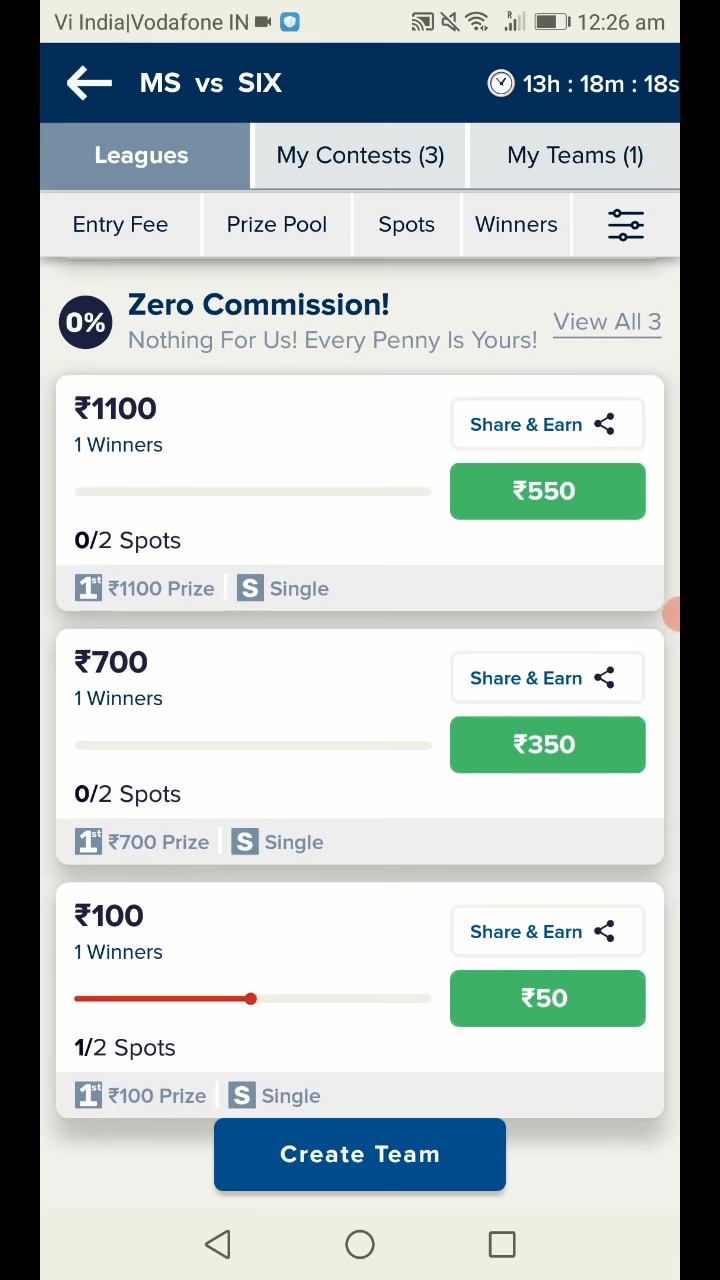 Vi India|Vodafone IN R 12:26 am
MS vs SIX 13h : 18m : 18s
Leagues My Contests (3) My Teams (1)
Entry Fee Prize Pool Spots Winners
0% Zero Commission!
Nothing For Us! Every Penny Is Yours! View All 3
₹1100 Share & Earn
1 Winners
₹550
0/2 Spots
1st ₹1100 Prize S Single
₹700 Share & Earn
1 Winners
₹350
0/2 Spots
1st ₹700 Prize S Single
₹100 Share & Earn
1 Winners
₹50
1/2 Spots
1st ₹100 Prize S Single
Create Team